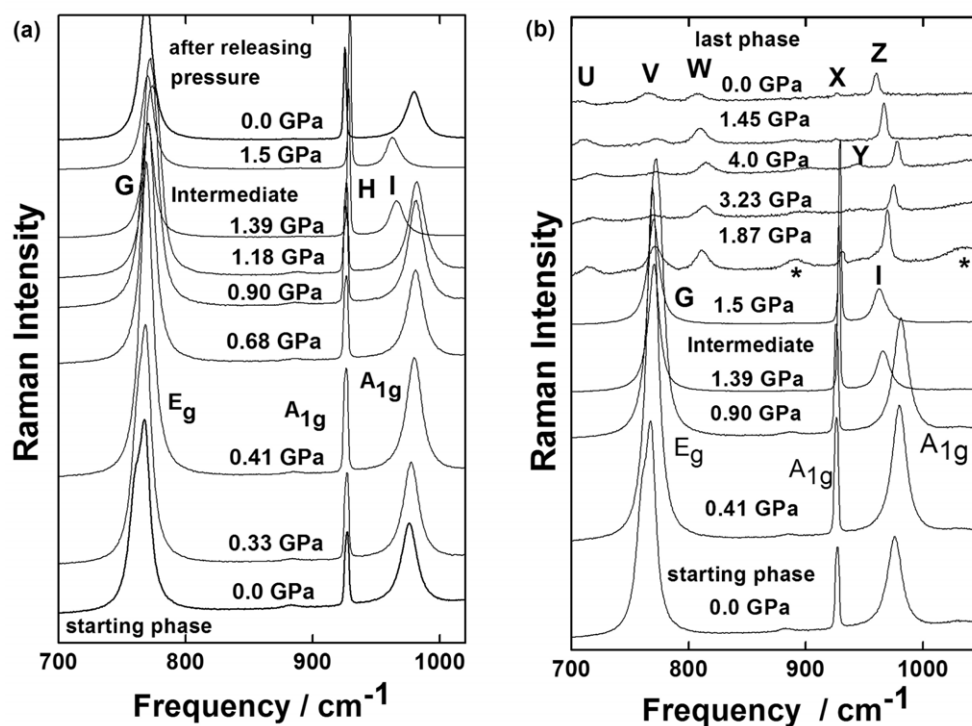 (a)
after releasing
pressure
0.0 GPa
1.5 GPa
G
Intermediate
H
I
1.39 GPa
1.18 GPa
0.90 GPa
0.68 GPa
Eg
A1g
A1g
0.41 GPa
0.33 GPa
0.0 GPa
starting phase
700
800
900
1000
Frequency / cm-1
Raman Intensity
(b)
last phase
U
V
W
X
Z
0.0 GPa
1.45 GPa
Y
4.0 GPa
3.23 GPa
1.87 GPa
*
*
G
I
1.5 GPa
Intermediate
1.39 GPa
0.90 GPa
Eg
A1g
A1g
0.41 GPa
starting phase
0.0 GPa
700
800
900
1000
Frequency / cm-1
Raman Intensity